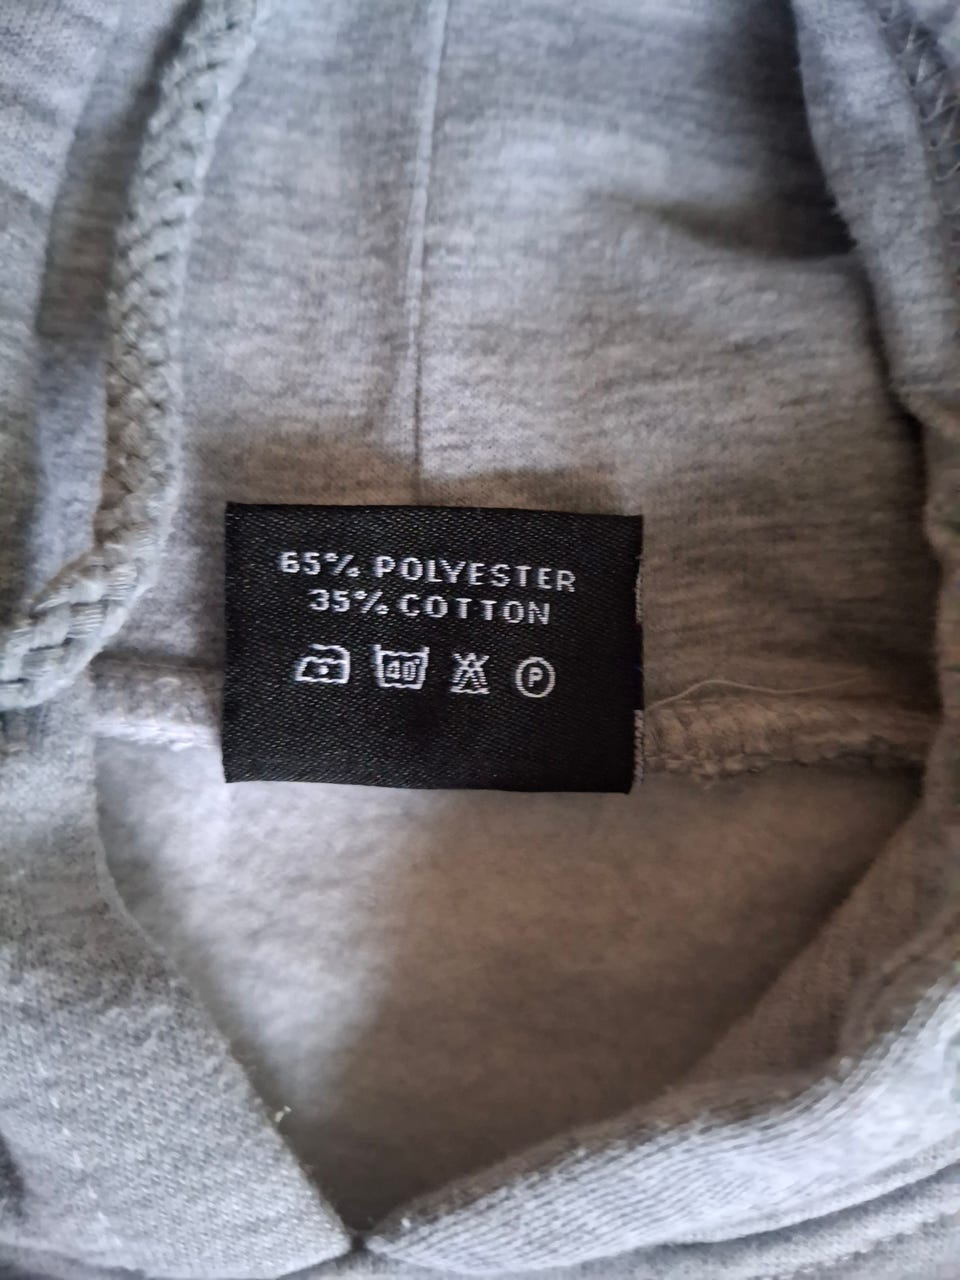 65% POLYESTER
35% COTTON
40°
P